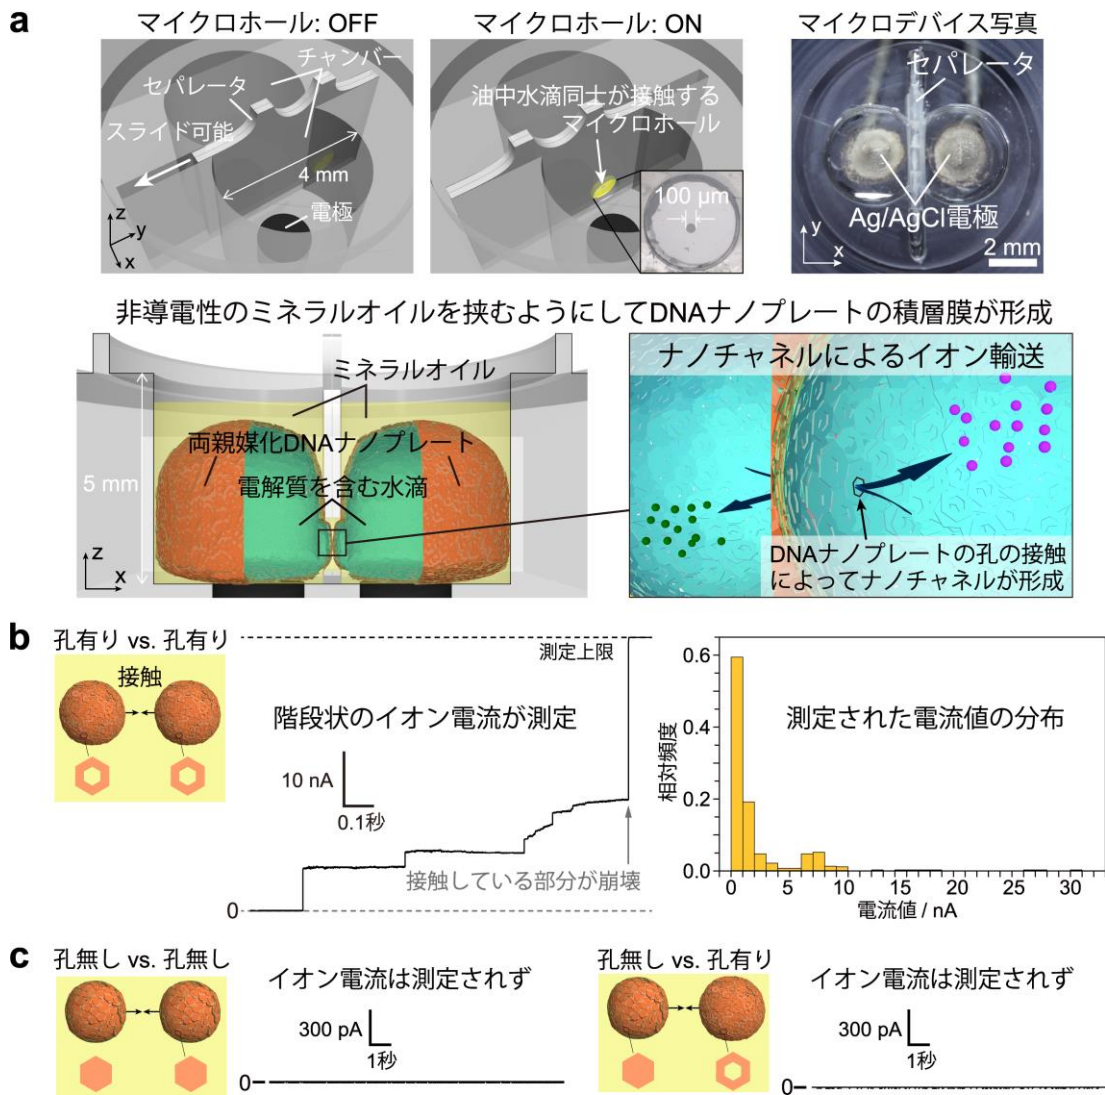 a
マイクロホール: OFF
チャンバー
セパレータ
スライド可能
4 mm
電極
z
y
x
マイクロホール: ON
油中水滴同士が接触する
マイクロホール
100 µm
マイクロデバイス写真
セパレータ
Ag/AgCl電極
y
x
2 mm
非導電性のミネラルオイルを挟むようにしてDNAナノプレートの積層膜が形成
ミネラルオイル
両親媒化DNAナノプレート
電解質を含む水滴
5 mm
z
x
ナノチャネルによるイオン輸送
DNAナノプレートの孔の接触
によってナノチャネルが形成
b
孔有り vs. 孔有り
接触
測定上限
階段状のイオン電流が測定
10 nA
0.1秒
接触している部分が崩壊
0
測定された電流値の分布
相対頻度
0.6
0.4
0.2
0.0
0 5 10 15 20 25 30
電流値 / nA
c
孔無し vs. 孔無し
イオン電流は測定されず
300 pA
1秒
0
孔無し vs. 孔有り
イオン電流は測定されず
300 pA
1秒
0